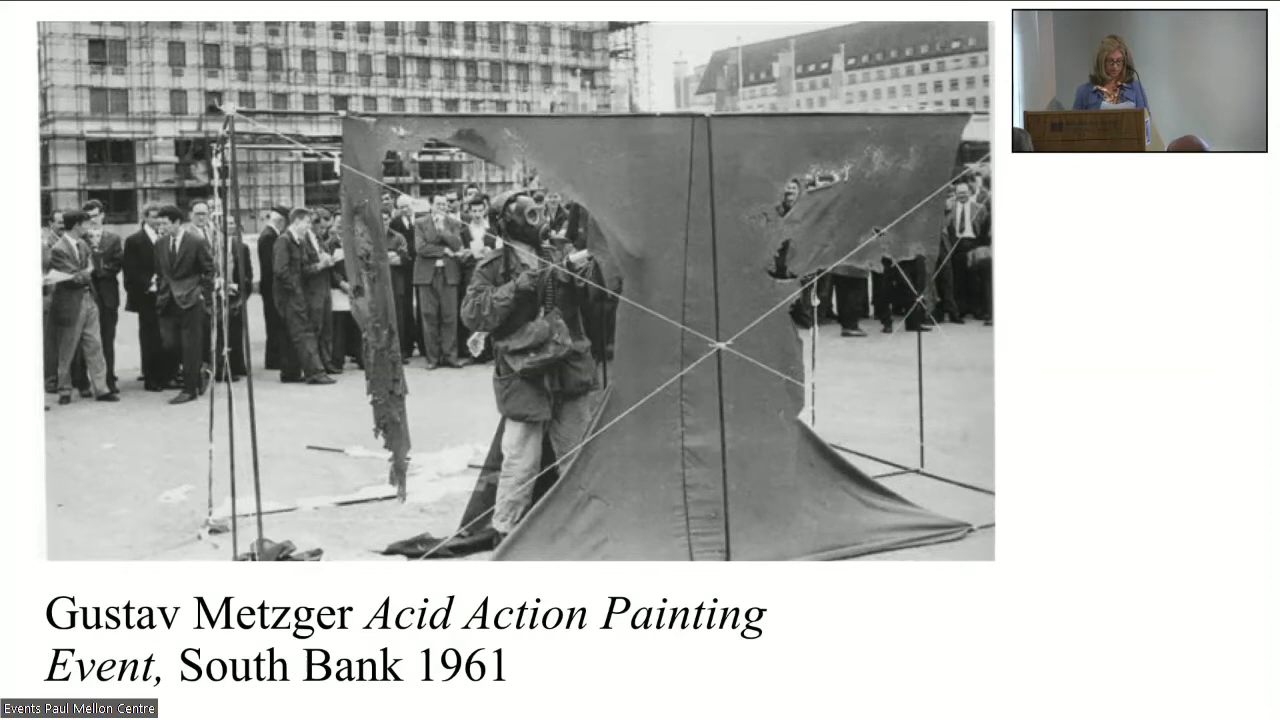 Gustav Metzger Acid Action Painting
Event, South Bank 1961
Events Paul Mellon Centre